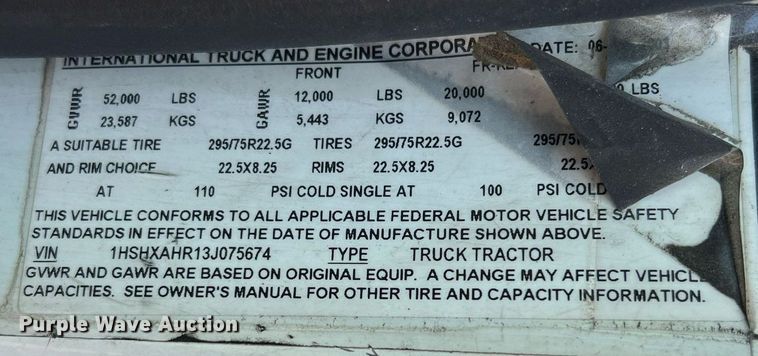 INTERNATIONAL TRUCK AND ENGINE DATE: 06-
FRONT
GVWR 52,000 LBS GAWR 12,000 LBS 20,000 LBS
23,587 KGS 5,443 KGS 9,072
A SUITABLE TIRE 295/75R22.5G TIRES 295/75R22.5G
AND RIM CHOICE 22.5X8.25 RIMS 22.5X8.25
AT 110 PSI COLD SINGLE AT 100 PSI COLD
THIS VEHICLE CONFORMS TO ALL APPLICABLE FEDERAL MOTOR VEHICLE SAFETY
STANDARDS IN EFFECT ON THE DATE OF MANUFACTURE SHOWN ABOVE.
VIN 1HSHXAHR13J075674 TYPE TRUCK TRACTOR
GVWR AND GAWR ARE BASED ON ORIGINAL EQUIP. A CHANGE MAY AFFECT
CAPACITIES. SEE OWNER'S MANUAL FOR OTHER TIRE AND CAPACITY INFORMATION.
Purple Wave Auction